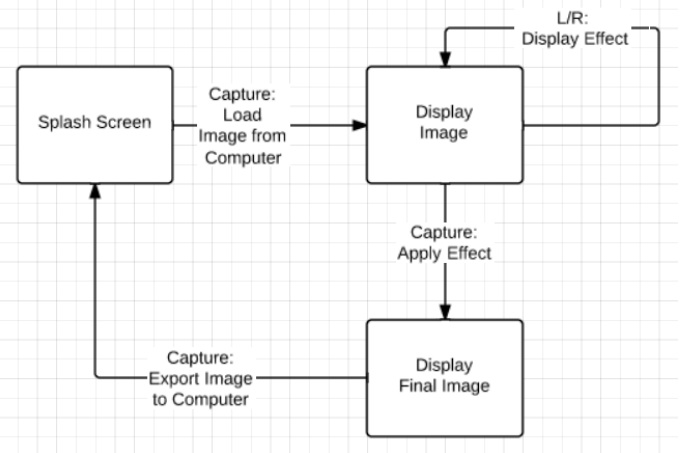 L/R:
Display Effect
Splash Screen
Capture:
Load
Image from
Computer
Display
Image
Capture:
Apply Effect
Display
Final Image
Capture:
Export Image
to Computer